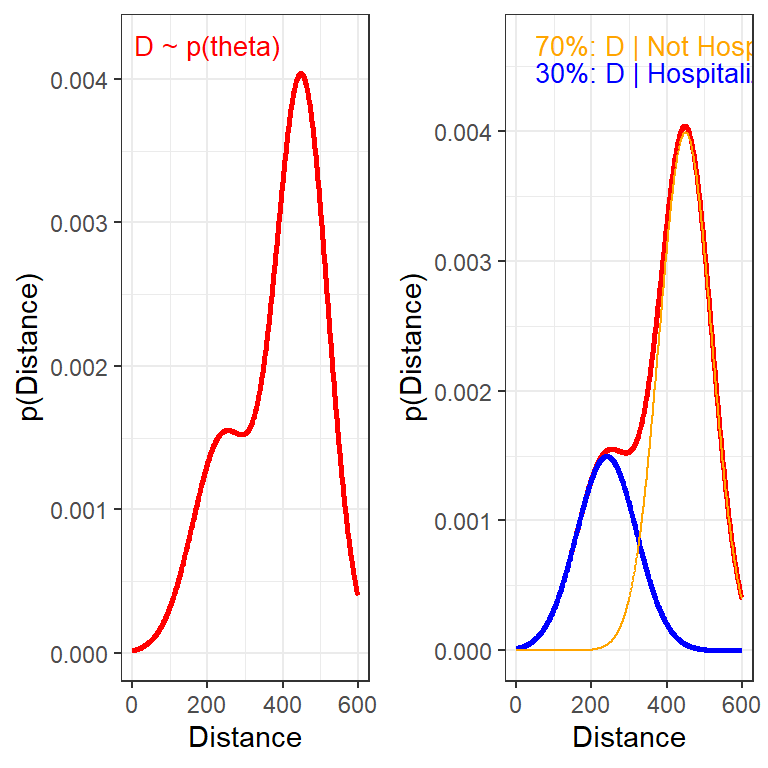 D ~ p(theta)
0.004
0.003
0.002
0.001
0.000
p(Distance)
0 200 400 600
Distance
70%: D | Not Hosp
30%: D | Hospitali
0.004
0.003
0.002
0.001
0.000
p(Distance)
0 200 400 600
Distance